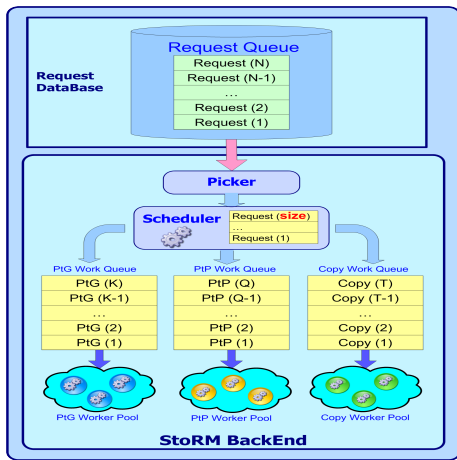 Request Queue
Request (N)
Request (N-1)
...
Request (2)
Request (1)
Request
DataBase
Picker
Scheduler
Request (size)
...
Request (1)
PtG Work Queue
PtG (K)
PtG (K-1)
...
PtG (2)
PtG (1)
PtP Work Queue
PtP (Q)
PtP (Q-1)
...
PtP (2)
PtP (1)
Copy Work Queue
Copy (T)
Copy (T-1)
...
Copy (2)
Copy (1)
PtG Worker Pool
PtP Worker Pool
Copy Worker Pool
StoRM BackEnd